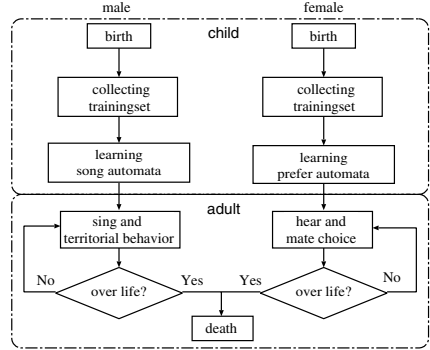 male
female
child
birth
birth
collecting
trainingset
collecting
trainingset
learning
song automata
learning
prefer automata
adult
sing and
territorial behavior
hear and
mate choice
No
over life?
Yes
Yes
over life?
No
death